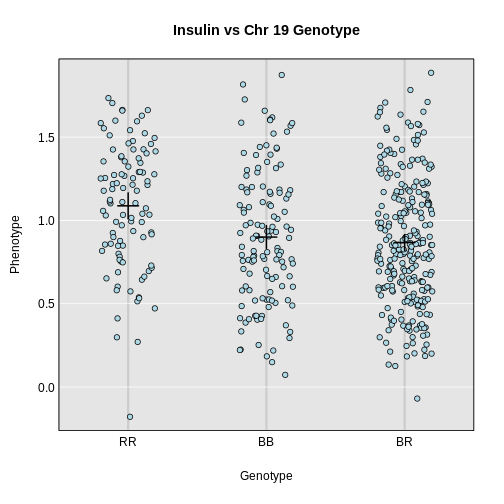 Insulin vs Chr 19 Genotype
Phenotype
1.5
1.0
0.5
0.0
RR BB BR
Genotype